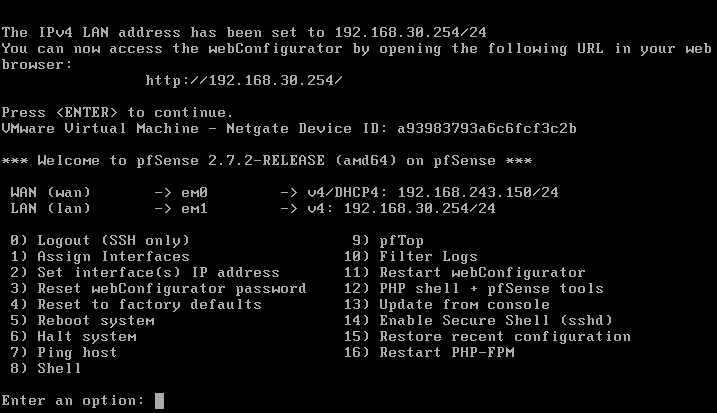 The IPv4 LAN address has been set to 192.168.30.254/24
You can now access the webConfigurator by opening the following URL in your web
browser:
http://192.168.30.254/
Press <ENTER> to continue.
VMware Virtual Machine - Netgate Device ID: a93983793a6c6fcf3c2b
*** Welcome to pfSense 2.7.2-RELEASE (amd64) on pfSense ***
WAN (wan) -> em0 -> v4/DHCP4: 192.168.243.150/24
LAN (lan) -> em1 -> v4: 192.168.30.254/24
0) Logout (SSH only) 9) pfTop
1) Assign Interfaces 10) Filter Logs
2) Set interface(s) IP address 11) Restart webConfigurator
3) Reset webConfigurator password 12) PHP shell + pfSense tools
4) Reset to factory defaults 13) Update from console
5) Reboot system 14) Enable Secure Shell (sshd)
6) Halt system 15) Restore recent configuration
7) Ping host 16) Restart PHP-FPM
8) Shell
Enter an option: